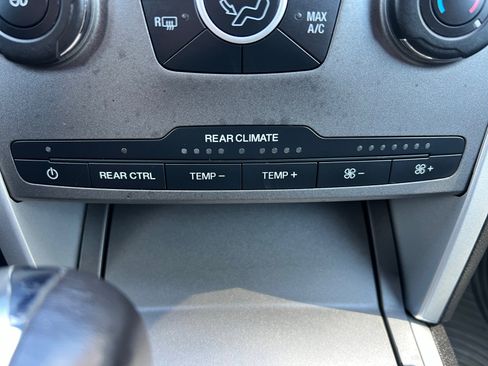 R
MAX
A/C
REAR CLIMATE
REAR CTRL TEMP – TEMP + – +